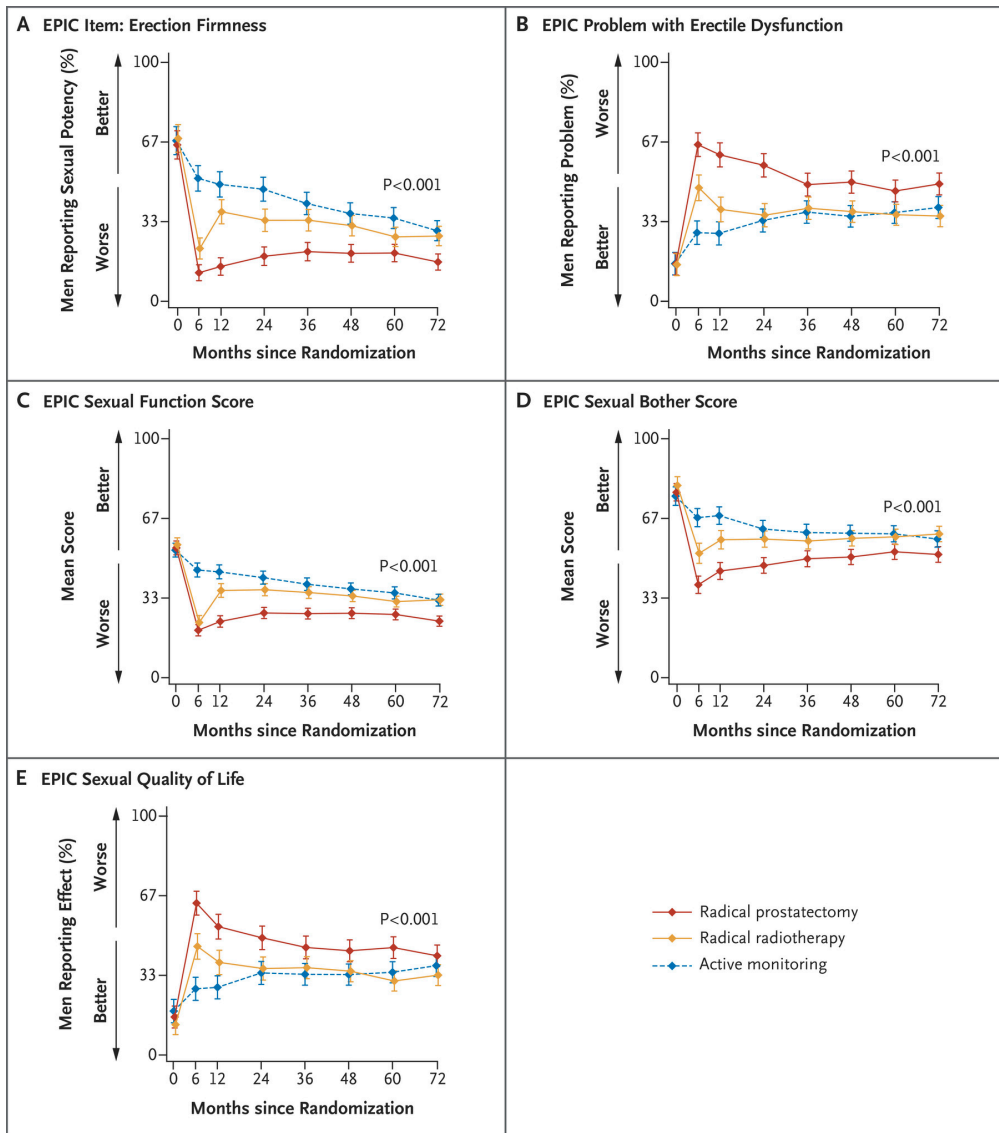 A EPIC Item: Erection Firmness
Men Reporting Sexual Potency (%)
Better
Worse
100
67
33
0
P<0.001
0 6 12 24 36 48 60 72
Months since Randomization
B EPIC Problem with Erectile Dysfunction
Men Reporting Problem (%)
Worse
Better
100
67
33
0
P<0.001
0 6 12 24 36 48 60 72
Months since Randomization
C EPIC Sexual Function Score
Mean Score
Better
Worse
100
67
33
0
P<0.001
0 6 12 24 36 48 60 72
Months since Randomization
D EPIC Sexual Bother Score
Mean Score
Better
Worse
100
67
33
0
P<0.001
0 6 12 24 36 48 60 72
Months since Randomization
E EPIC Sexual Quality of Life
Men Reporting Effect (%)
Worse
Better
100
67
33
0
P<0.001
0 6 12 24 36 48 60 72
Months since Randomization
Radical prostatectomy
Radical radiotherapy
Active monitoring